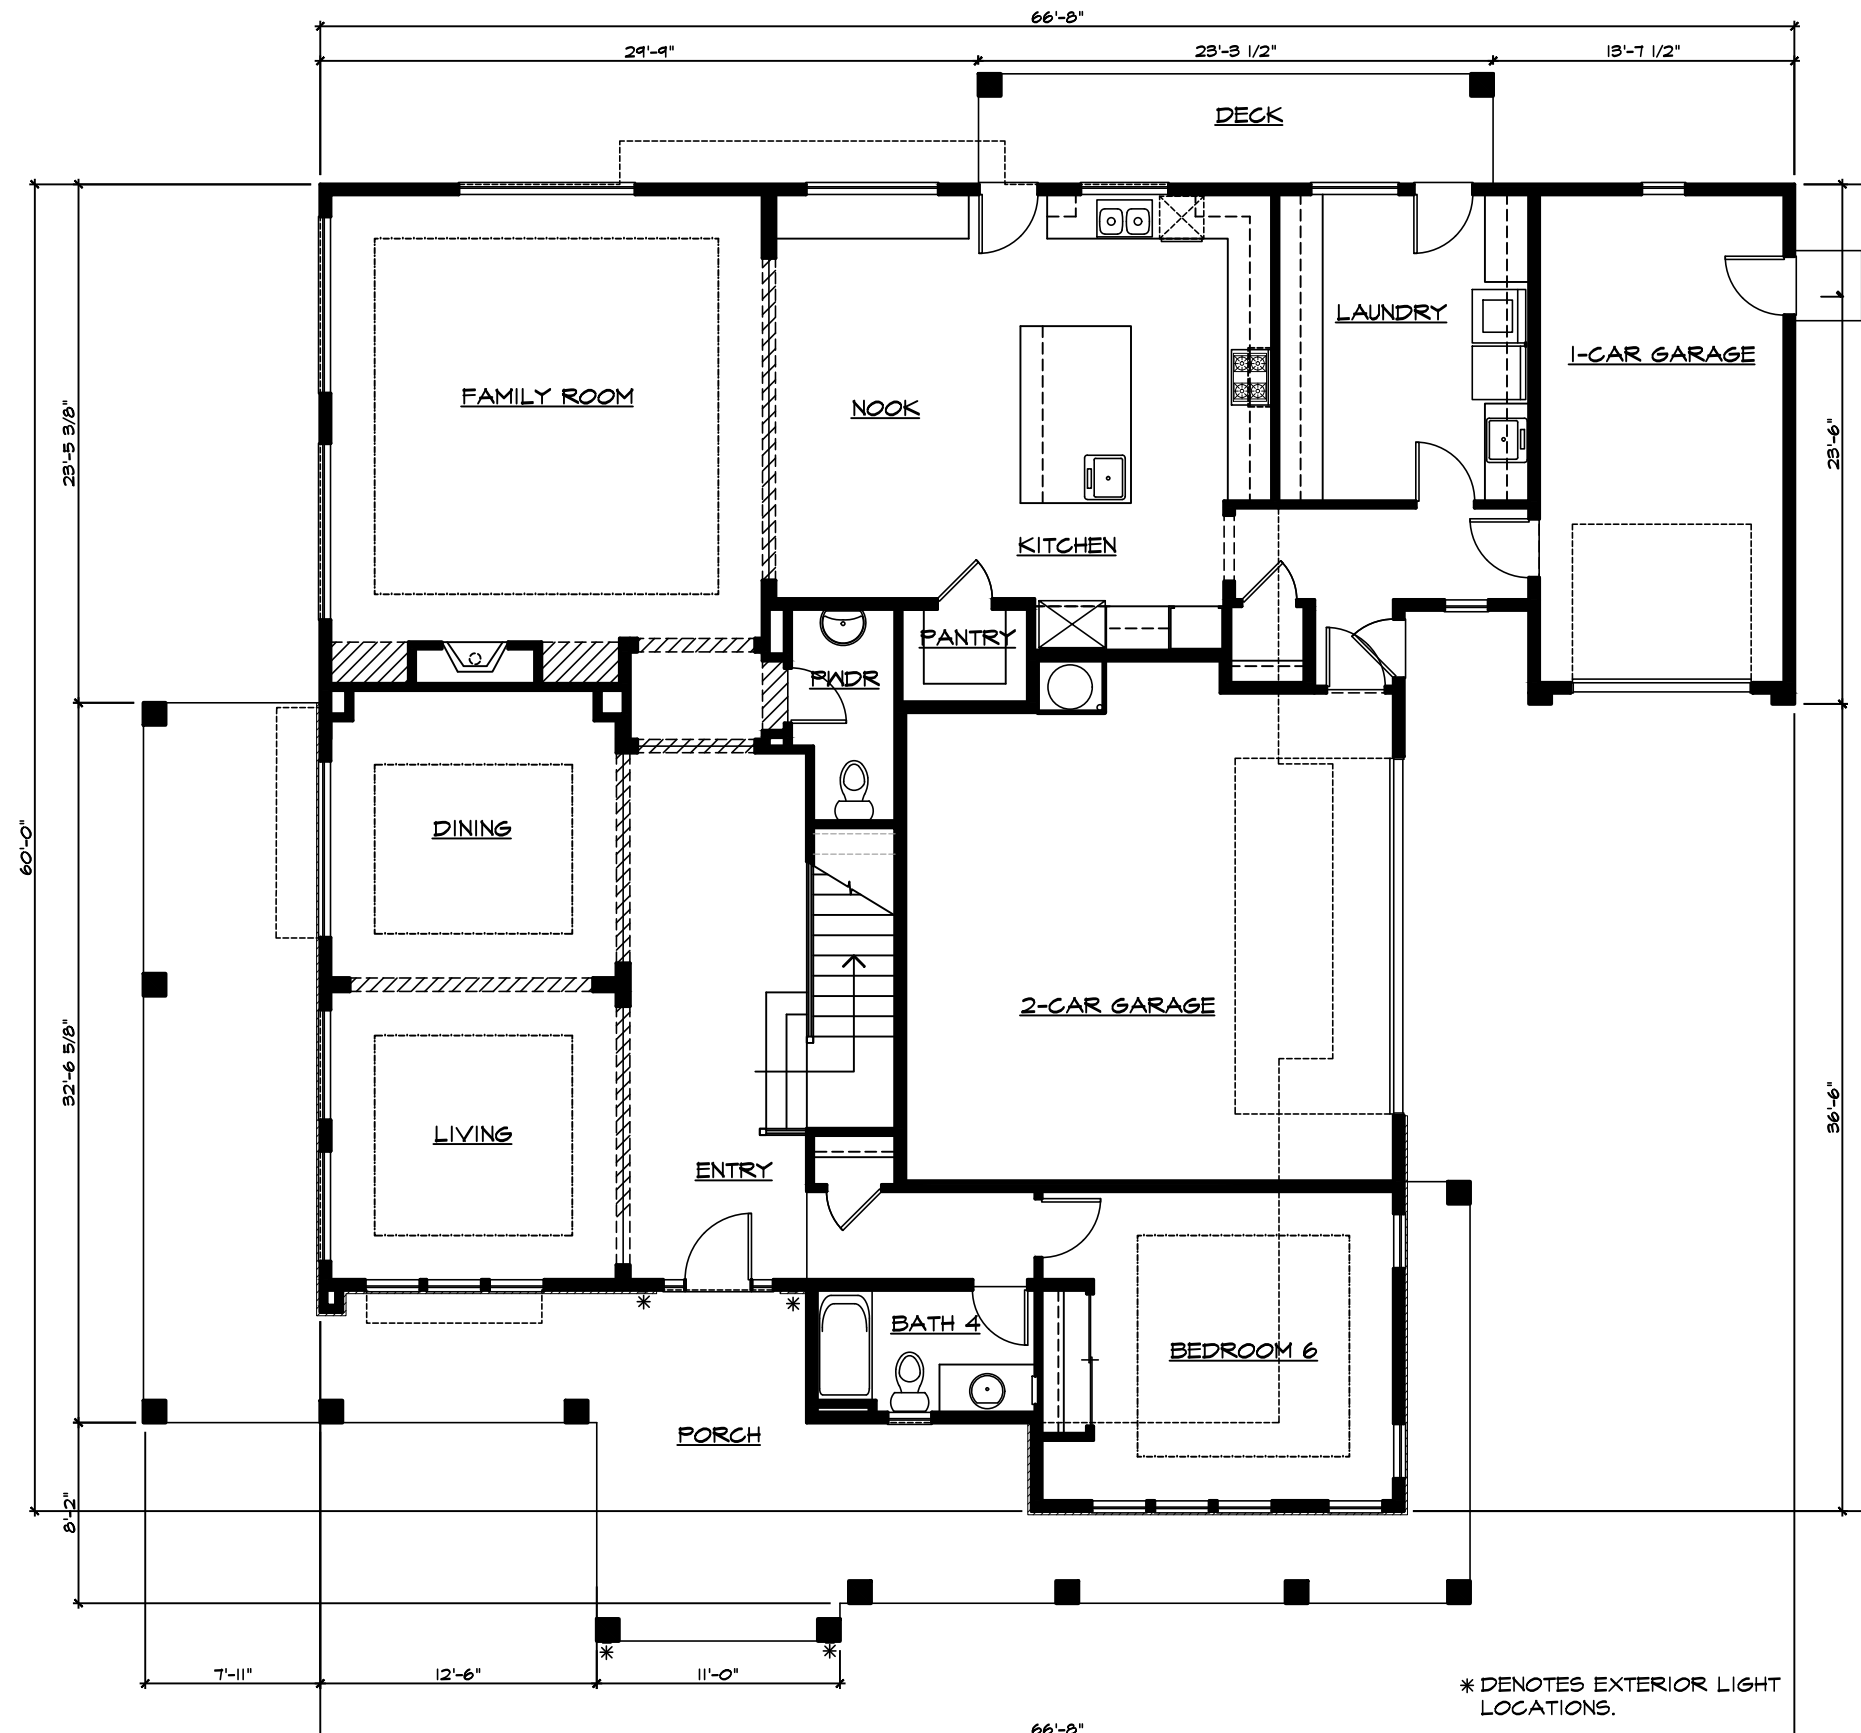 66'-8"
29'-9"
23'-3 1/2"
13'-7 1/2"
DECK
LAUNDRY
1-CAR GARAGE
FAMILY ROOM
NOOK
23'-5 3/8"
23'-6"
KITCHEN
PANTRY
PWDR
DINING
60'-0"
2-CAR GARAGE
32'-6 5/8"
36'-6"
LIVING
ENTRY
BATH 4
BEDROOM 6
PORCH
8'-2"
7'-11"
12'-6"
11'-0"
* DENOTES EXTERIOR LIGHT
LOCATIONS.
66'-8"